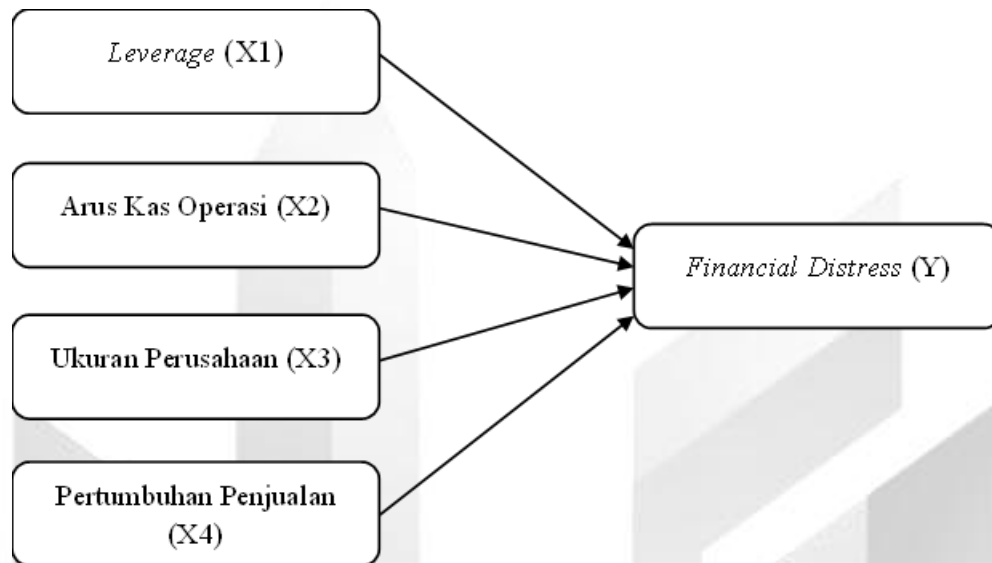 Leverage (X1)
Arus Kas Operasi (X2)
Financial Distress (Y)
Ukuran Perusahaan (X3)
Pertumbuhan Penjualan
(X4)